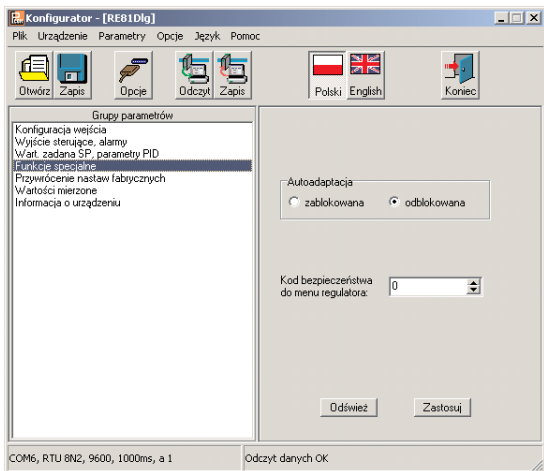 Konfigurator - [RE81Dlg]
Plik Urządzenie Parametry Opcje Język Pomoc
Otwórz Zapis Opcje Odczyt Zapis Polski English Koniec
Grupy parametrów
Konfiguracja wejścia
Wyjście sterujące, alarmy
Wart. zadana SP, parametry PID
Funkcje specjalne
Przywrócenie nastaw fabrycznych
Wartości mierzone
Informacja o urządzeniu
Autoadaptacja
zablokowana odblokowana
Kod bezpieczeństwa
do menu regulatora:
0
Odśwież Zastosuj
COM6, RTU 8N2, 9600, 1000ms, a 1 Odczyt danych OK